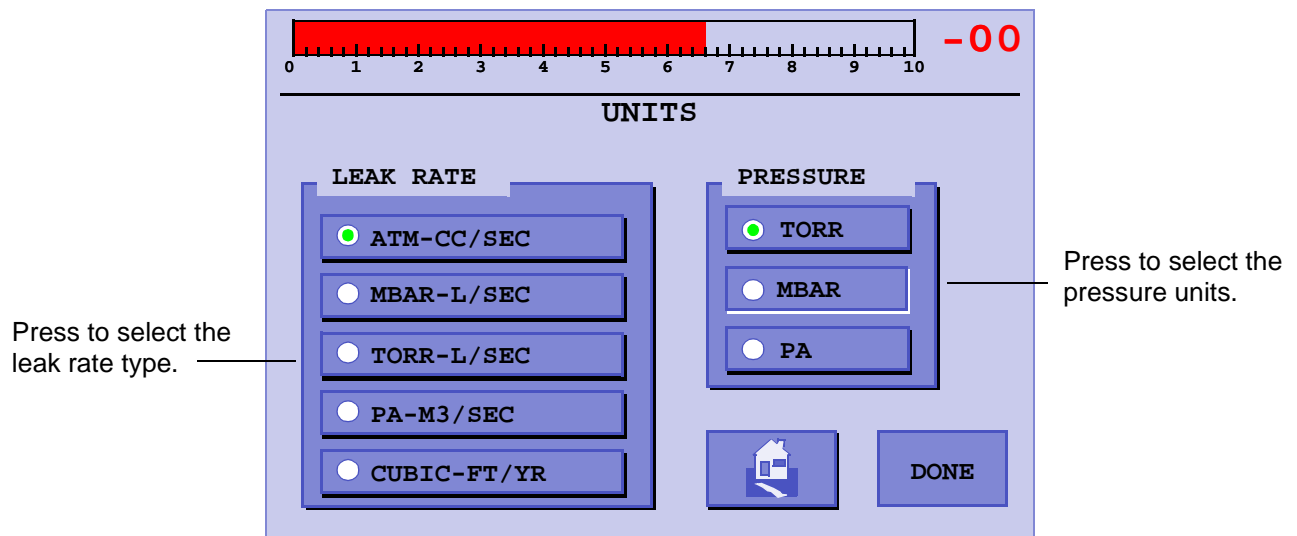 -00
0 1 2 3 4 5 6 7 8 9 10
UNITS
LEAK RATE
ATM-CC/SEC
MBAR-L/SEC
TORR-L/SEC
PA-M3/SEC
CUBIC-FT/YR
PRESSURE
TORR
MBAR
PA
DONE
Press to select the
leak rate type.
Press to select the
pressure units.